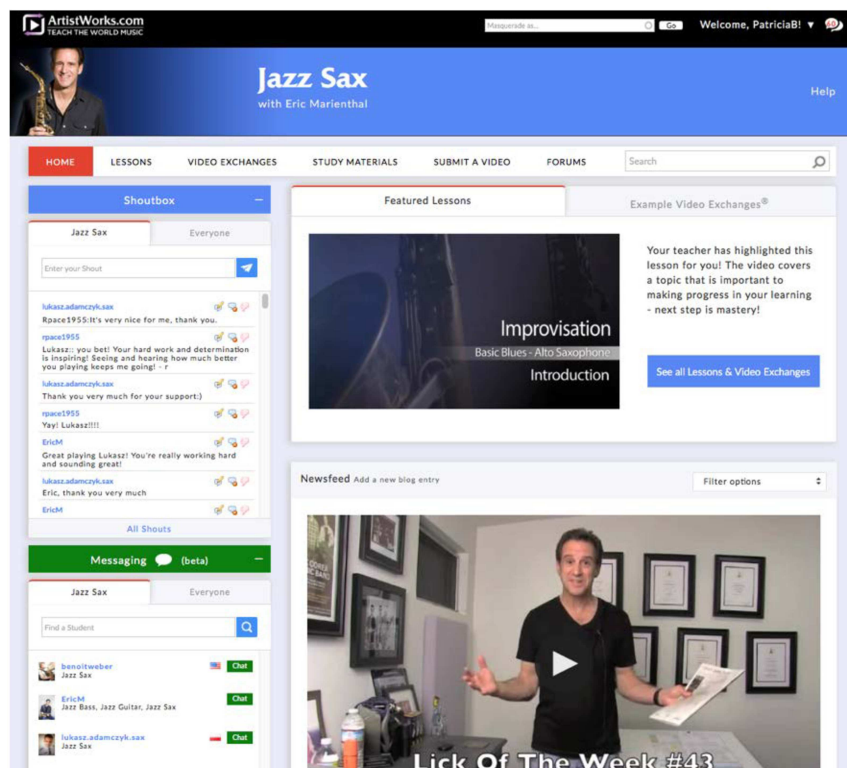 ArtistWorks.com
TEACH THE WORLD MUSIC
Masquerade as...
Go
Welcome, PatriciaB! ▼
60
Jazz Sax
with Eric Marienthal
Help
HOME
LESSONS
VIDEO EXCHANGES
STUDY MATERIALS
SUBMIT A VIDEO
FORUMS
Search
Shoutbox
Jazz Sax
Everyone
Enter your Shout
lukasz.adamczyk.sax
Rpace1955:It's very nice for me, thank you.
rpace1955
Lukasz:: you bet! Your hard work and determination
is inspiring! Seeing and hearing how much better
you playing keeps me going! - r
lukasz.adamczyk.sax
Thank you very much for your support:)
rpace1955
Yay! Lukasz!!!!
EricM
Great playing Lukasz! You're really working hard
and sounding great!
lukasz.adamczyk.sax
Eric, thank you very much
EricM
All Shouts
Messaging (beta)
Jazz Sax
Everyone
Find a Student
benoitweber
Jazz Sax
Chat
EricM
Jazz Bass, Jazz Guitar, Jazz Sax
Chat
lukasz.adamczyk.sax
Jazz Sax
Chat
Featured Lessons
Example Video Exchanges®
Improvisation
Basic Blues - Alto Saxophone
Introduction
Your teacher has highlighted this
lesson for you! The video covers
a topic that is important to
making progress in your learning
- next step is mastery!
See all Lessons & Video Exchanges
Newsfeed Add a new blog entry
Filter options
Lick Of The Week #43